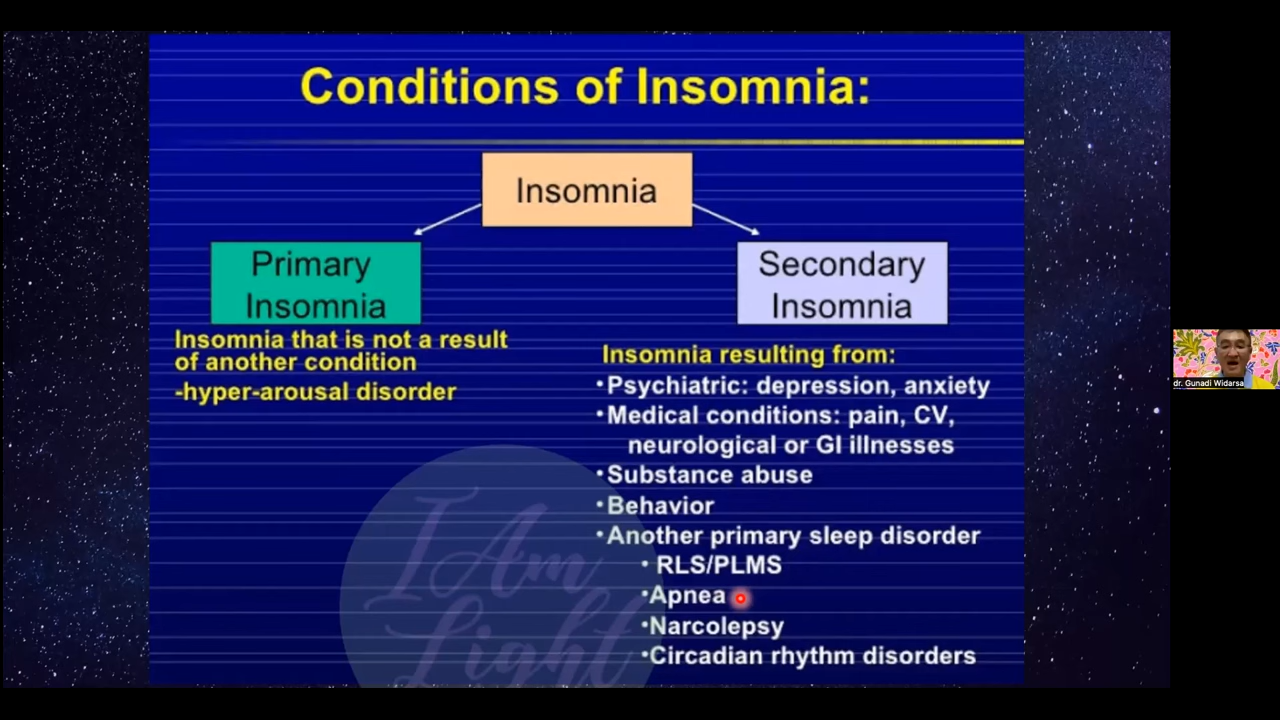 Conditions of Insomnia:
Insomnia
Primary
Insomnia
Insomnia that is not a result
of another condition
-hyper-arousal disorder
Secondary
Insomnia
Insomnia resulting from:
•Psychiatric: depression, anxiety
•Medical conditions: pain, CV,
neurological or GI illnesses
•Substance abuse
•Behavior
•Another primary sleep disorder
• RLS/PLMS
•Apnea
•Narcolepsy
•Circadian rhythm disorders
I Am
Light
dr. Gunadi Widarsa